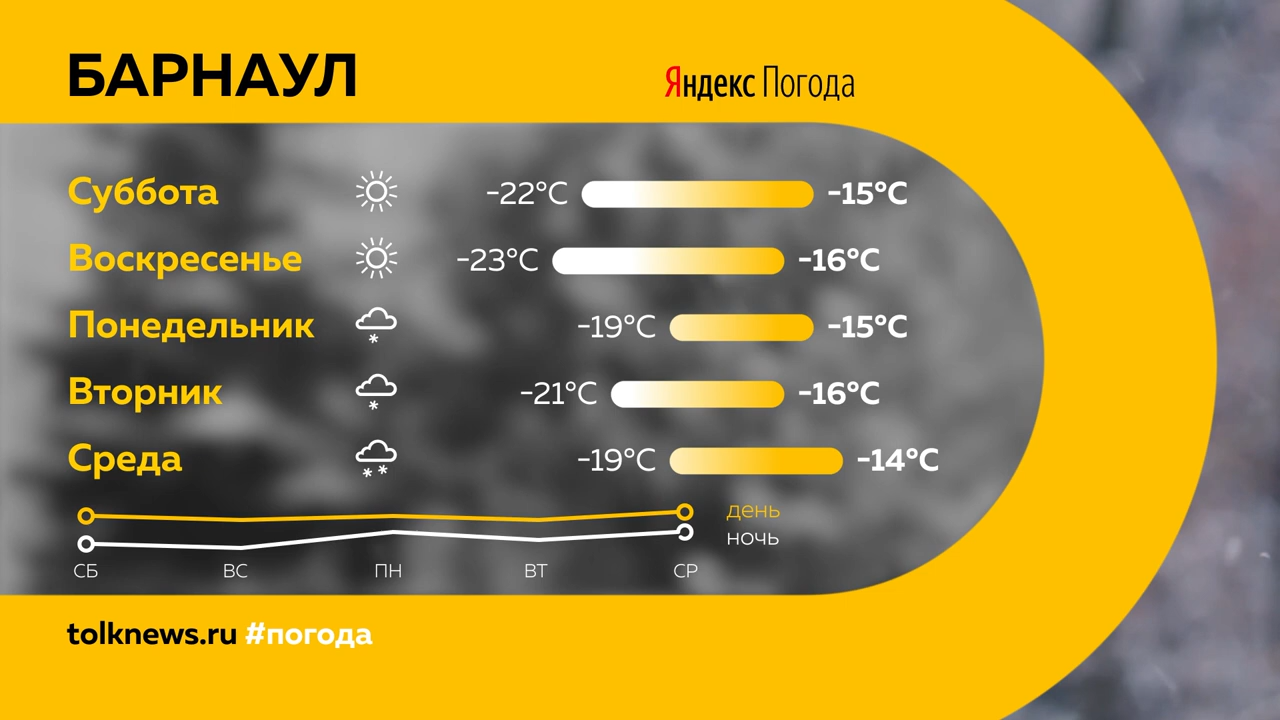 БАРНАУЛ
Яндекс Погода
Суббота -22°C -15°C
Воскресенье -23°C -16°C
Понедельник -19°C -15°C
Вторник -21°C -16°C
Среда -19°C -14°C
день
ночь
СБ ВС ПН ВТ СР
tolknews.ru #погода